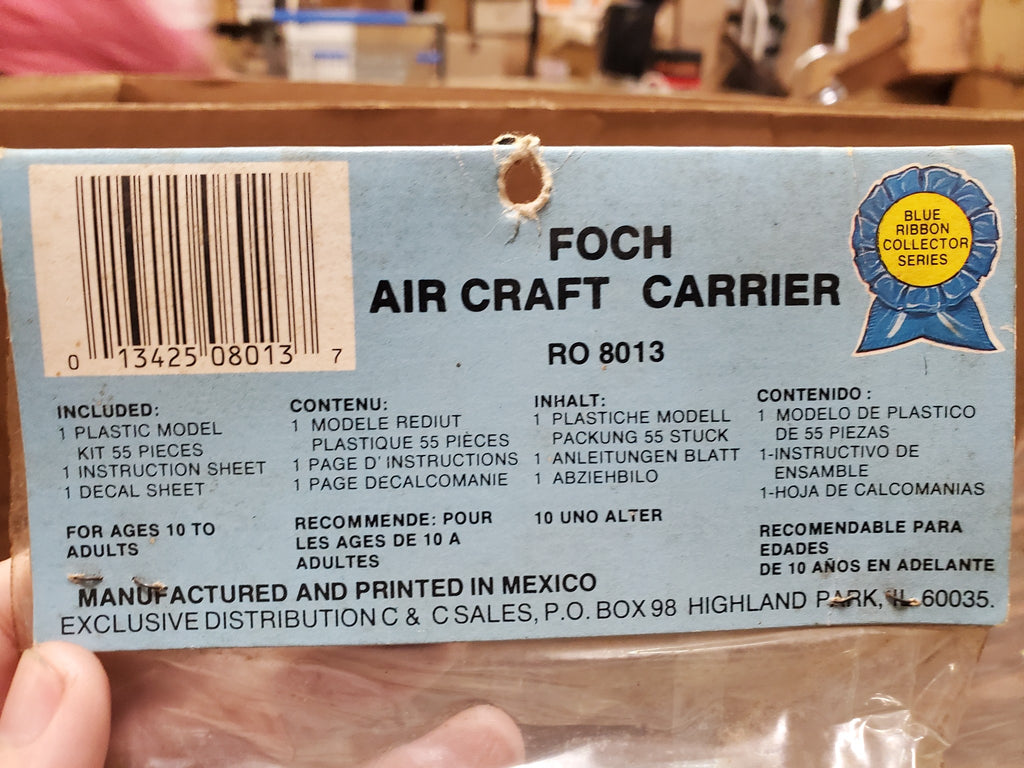 FOCH
AIR CRAFT CARRIER
RO 8013
BLUE
RIBBON
COLLECTOR
SERIES
0 13425 08013 7
INCLUDED:
1 PLASTIC MODEL
KIT 55 PIECES
1 INSTRUCTION SHEET
1 DECAL SHEET
FOR AGES 10 TO
ADULTS
CONTENU:
1 MODELE REDIUT
PLASTIQUE 55 PIÈCES
1 PAGE D' INSTRUCTIONS
1 PAGE DECALCOMANIE
RECOMMENDE: POUR
LES AGES DE 10 A
ADULTES
INHALT:
1 PLASTICHE MODELL
PACKUNG 55 STUCK
1 ANLEITUNGEN BLATT
1 ABZIEHBILO
10 UNO ALTER
CONTENIDO :
1 MODELO DE PLASTICO
DE 55 PIEZAS
1-INSTRUCTIVO DE
ENSAMBLE
1-HOJA DE CALCOMANIAS
RECOMENDABLE PARA
EDADES
DE 10 AÑOS EN ADELANTE
MANUFACTURED AND PRINTED IN MEXICO
EXCLUSIVE DISTRIBUTION C & C SALES, P.O. BOX 98 HIGHLAND PARK, IL 60035.